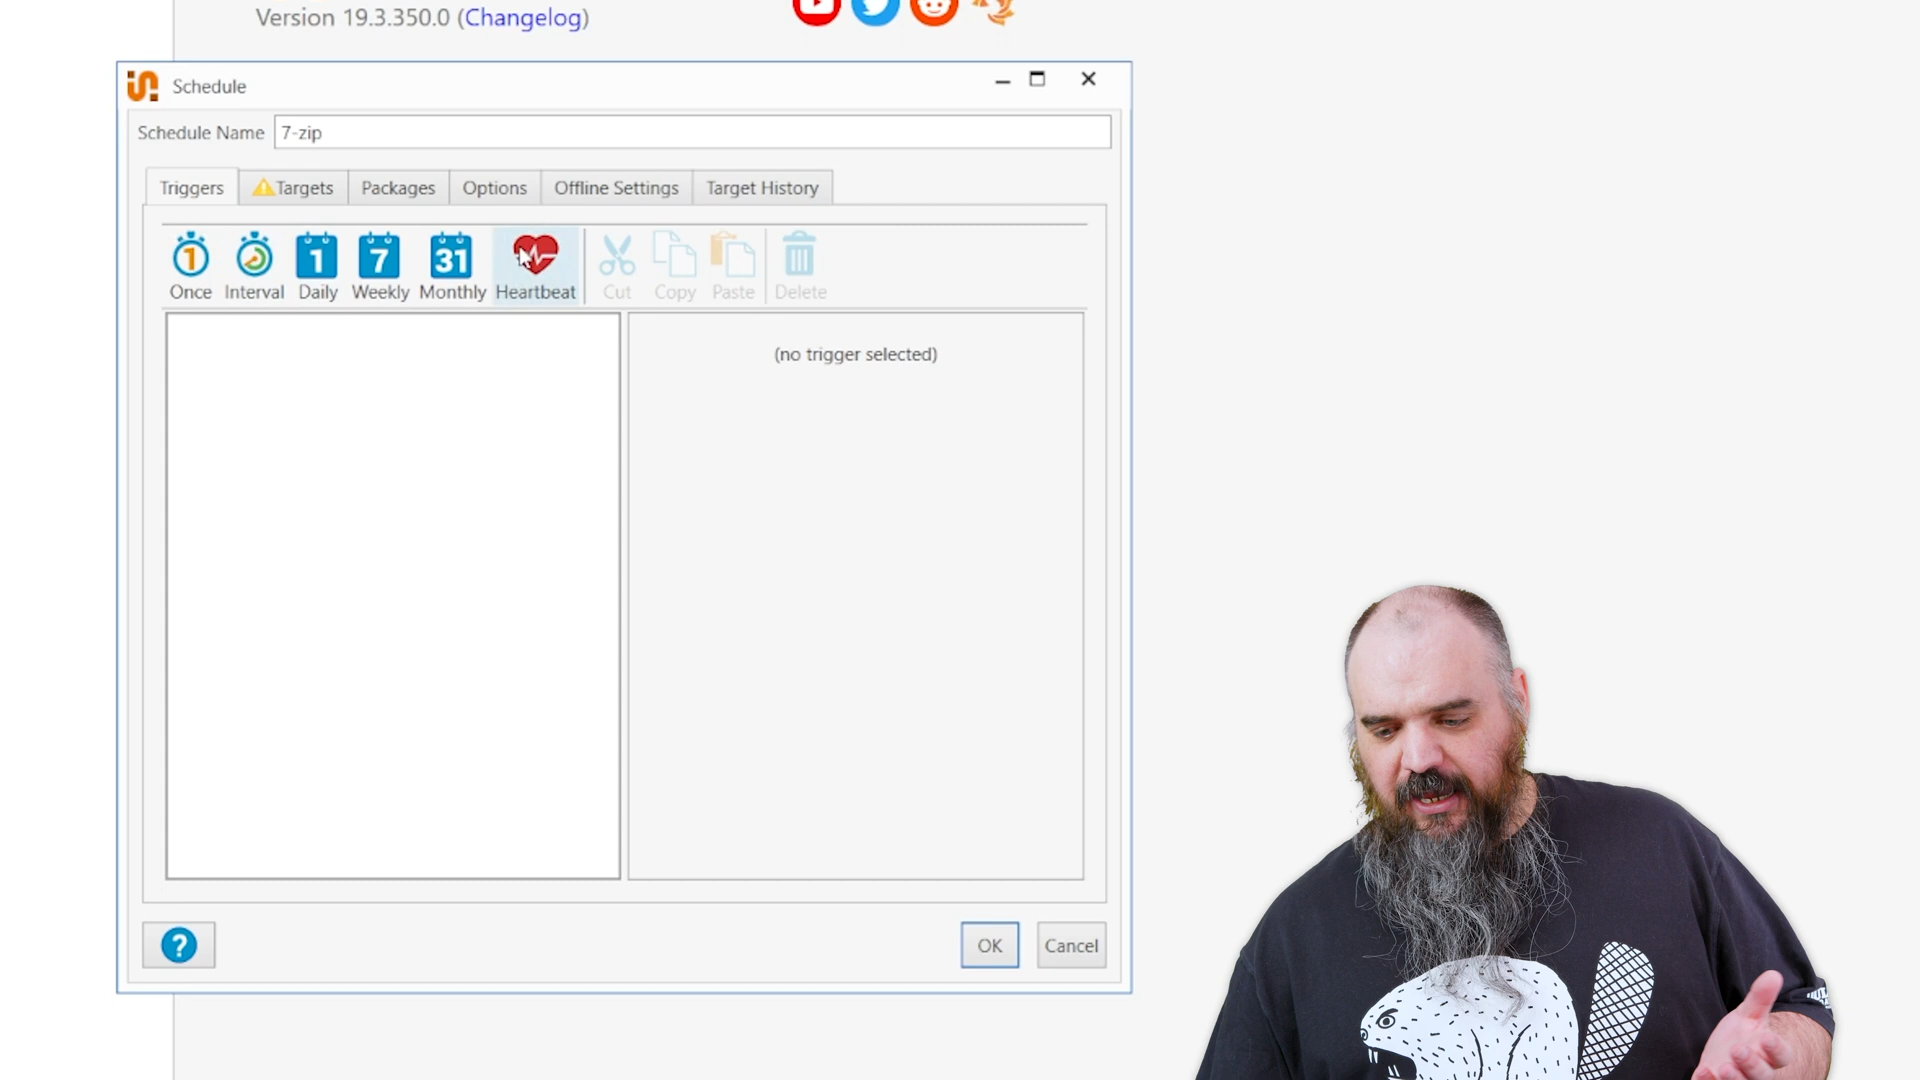 Version 19.3.350.0 (Changelog)
Schedule
Schedule Name 7-zip
Triggers Targets Packages Options Offline Settings Target History
1 1 7 31
Once Interval Daily Weekly Monthly Heartbeat Cut Copy Paste Delete
(no trigger selected)
? OK Cancel